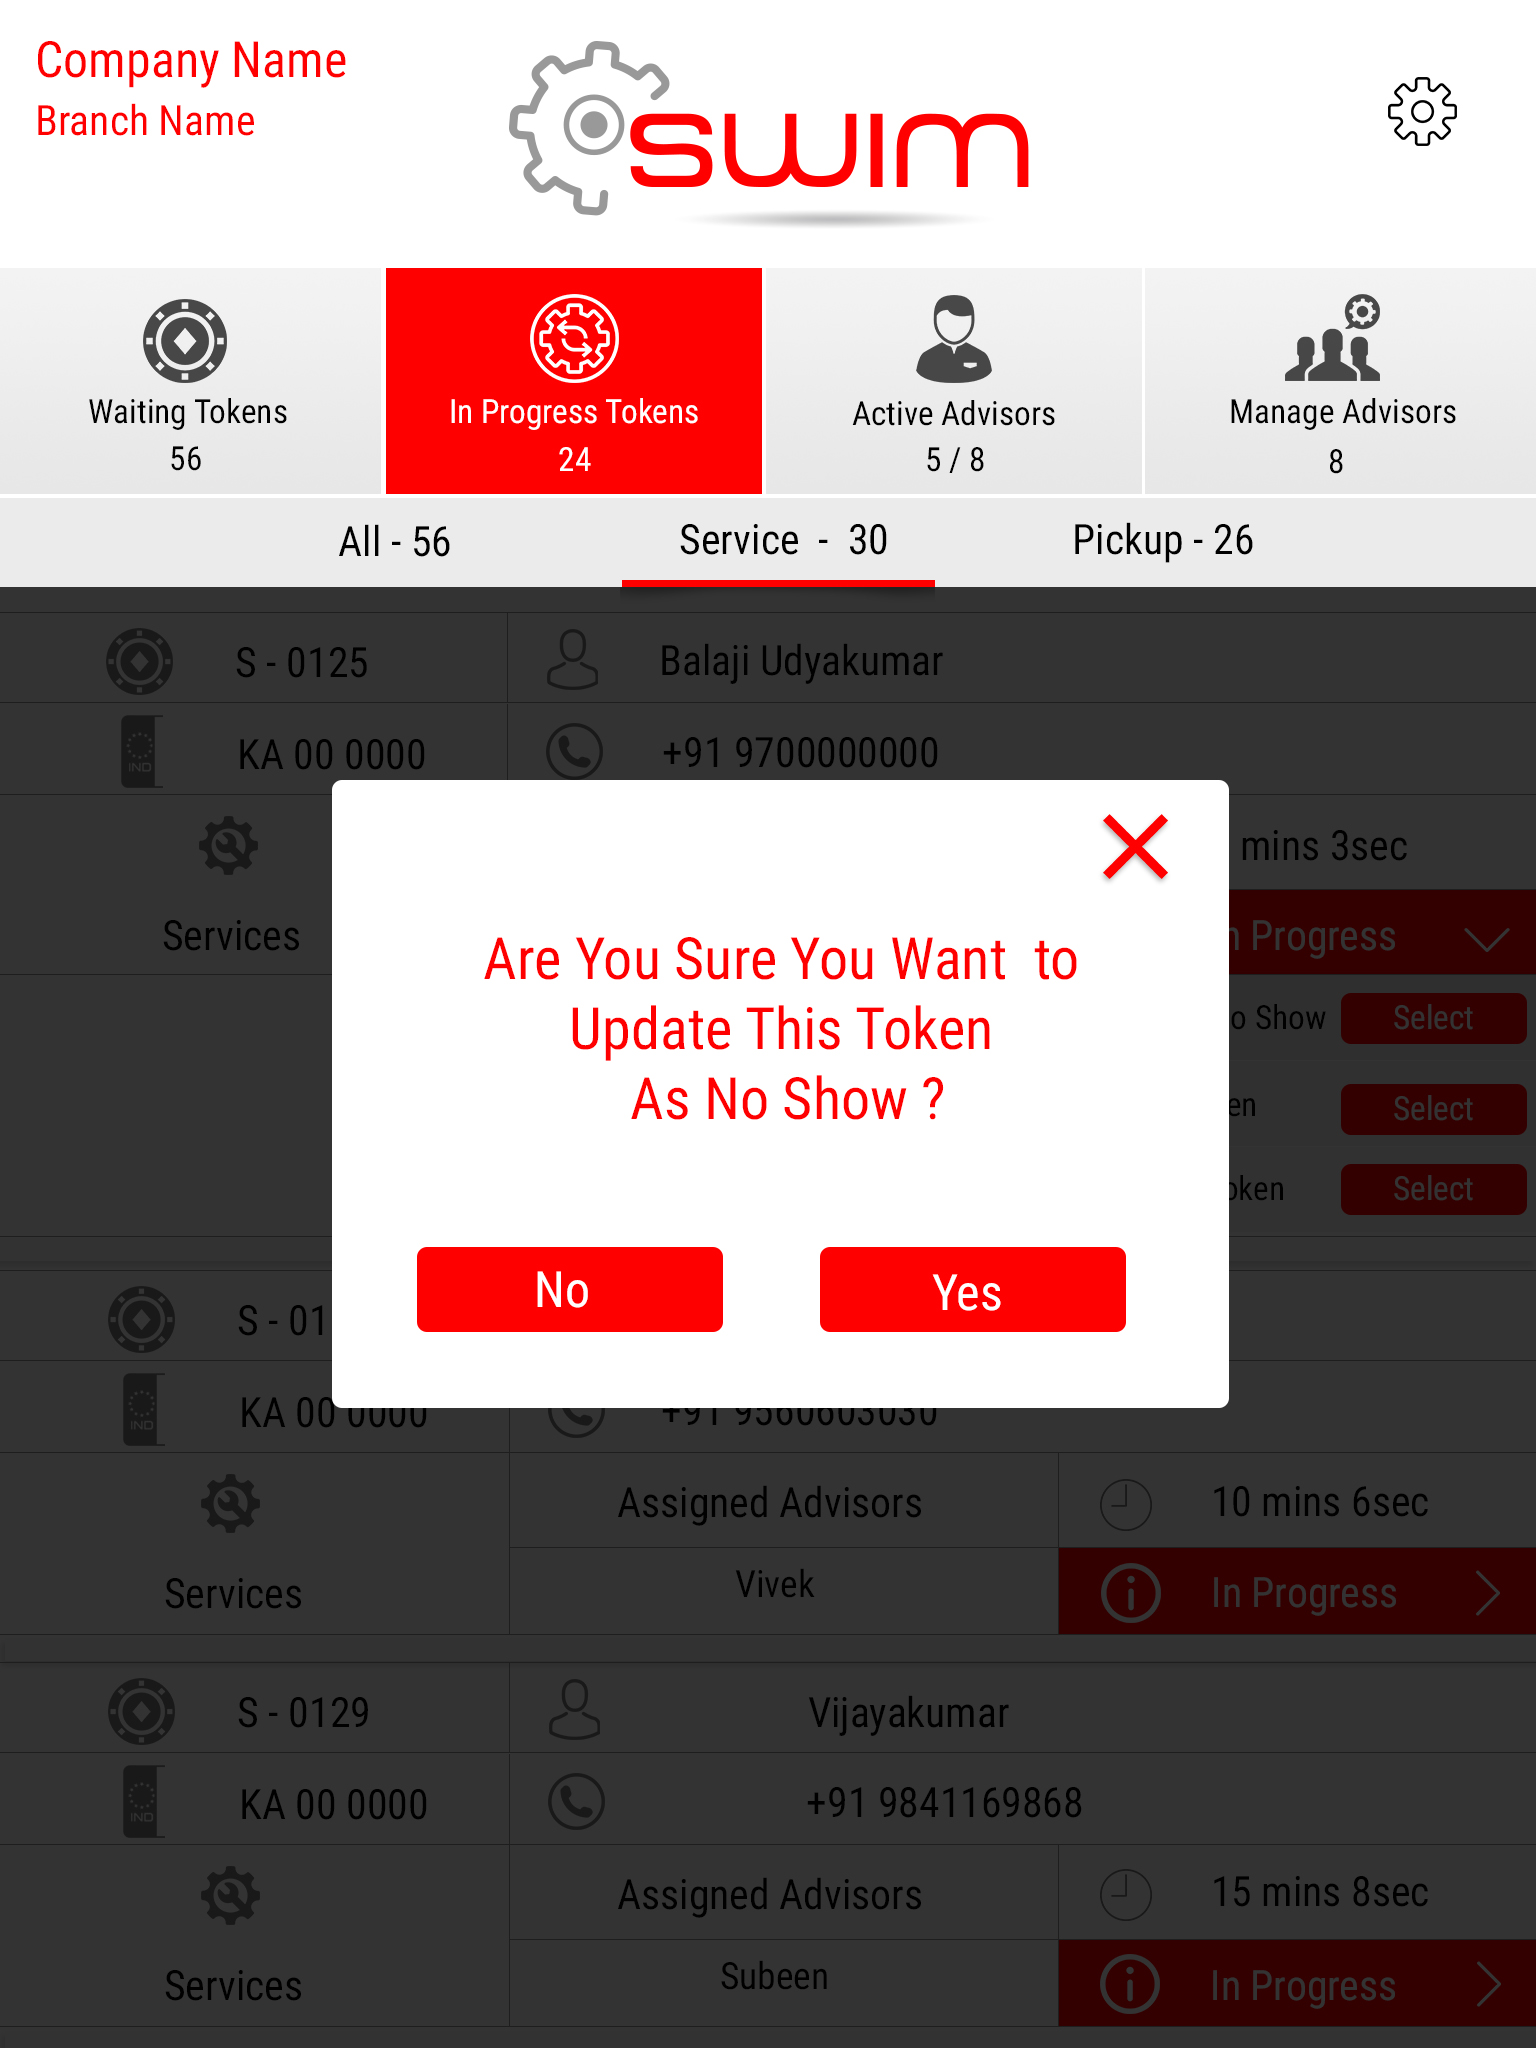 Company Name
Branch Name
swim
Waiting Tokens
56
In Progress Tokens
24
Active Advisors
5 / 8
Manage Advisors
8
All - 56
Service - 30
Pickup - 26
S - 0125
Balaji Udyakumar
IND
KA 00 0000
+91 9700000000
mins 3sec
Services
Progress
Show
Select
Select
Select
Are You Sure You Want to
Update This Token
As No Show ?
No
Yes
S - 01
IND
KA 00 0000
+91 9560603030
Assigned Advisors
10 mins 6sec
Services
Vivek
In Progress
S - 0129
Vijayakumar
IND
KA 00 0000
+91 9841169868
Assigned Advisors
15 mins 8sec
Services
Subeen
In Progress